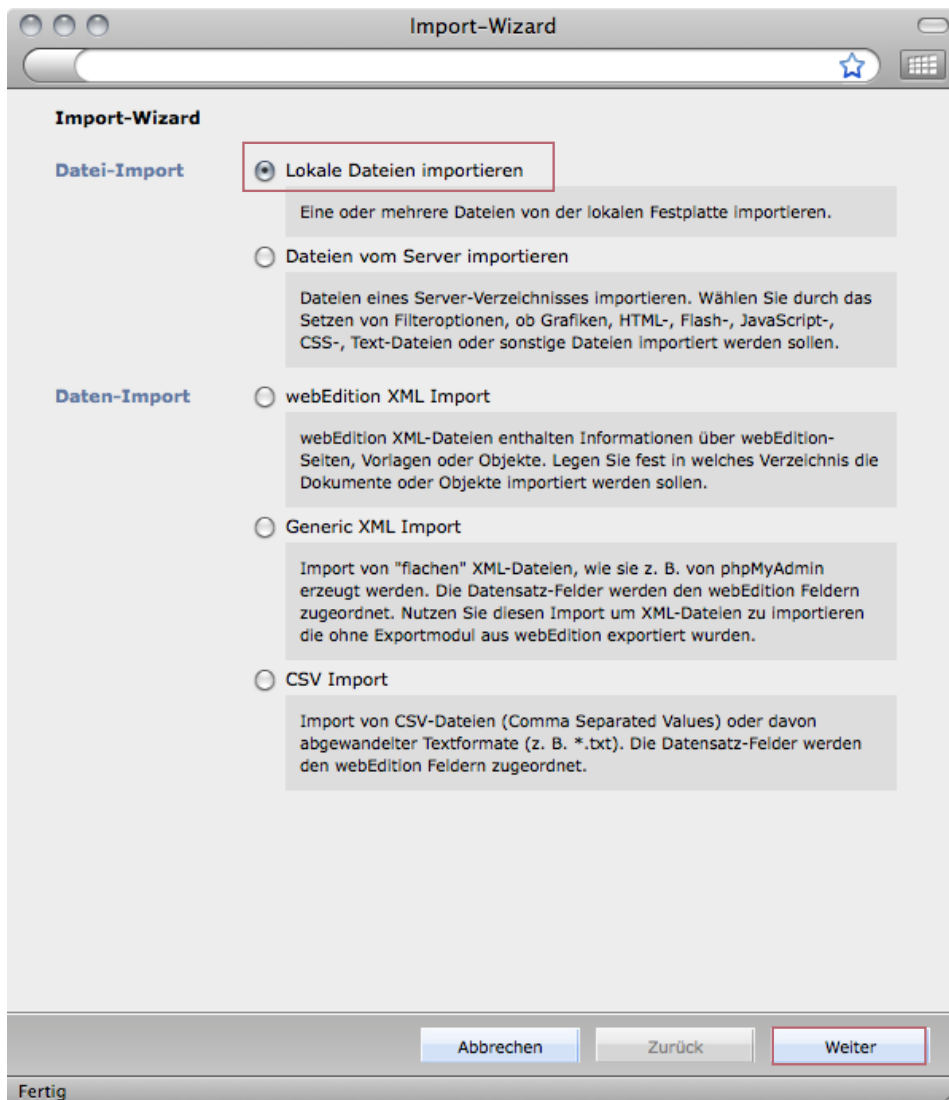 Import-Wizard
Import-Wizard
Datei-Import
Lokale Dateien importieren
Eine oder mehrere Dateien von der lokalen Festplatte importieren.
Dateien vom Server importieren
Dateien eines Server-Verzeichnisses importieren. Wählen Sie durch das
Setzen von Filteroptionen, ob Grafiken, HTML-, Flash-, JavaScript-,
CSS-, Text-Dateien oder sonstige Dateien importiert werden sollen.
Daten-Import
webEdition XML Import
webEdition XML-Dateien enthalten Informationen über webEdition-
Seiten, Vorlagen oder Objekte. Legen Sie fest in welches Verzeichnis die
Dokumente oder Objekte importiert werden sollen.
Generic XML Import
Import von "flachen" XML-Dateien, wie sie z. B. von phpMyAdmin
erzeugt werden. Die Datensatz-Felder werden den webEdition Feldern
zugeordnet. Nutzen Sie diesen Import um XML-Dateien zu importieren
die ohne Exportmodul aus webEdition exportiert wurden.
CSV Import
Import von CSV-Dateien (Comma Separated Values) oder davon
abgewandelter Textformate (z. B. *.txt). Die Datensatz-Felder werden
den webEdition Feldern zugeordnet.
Abbrechen
Zurück
Weiter
Fertig